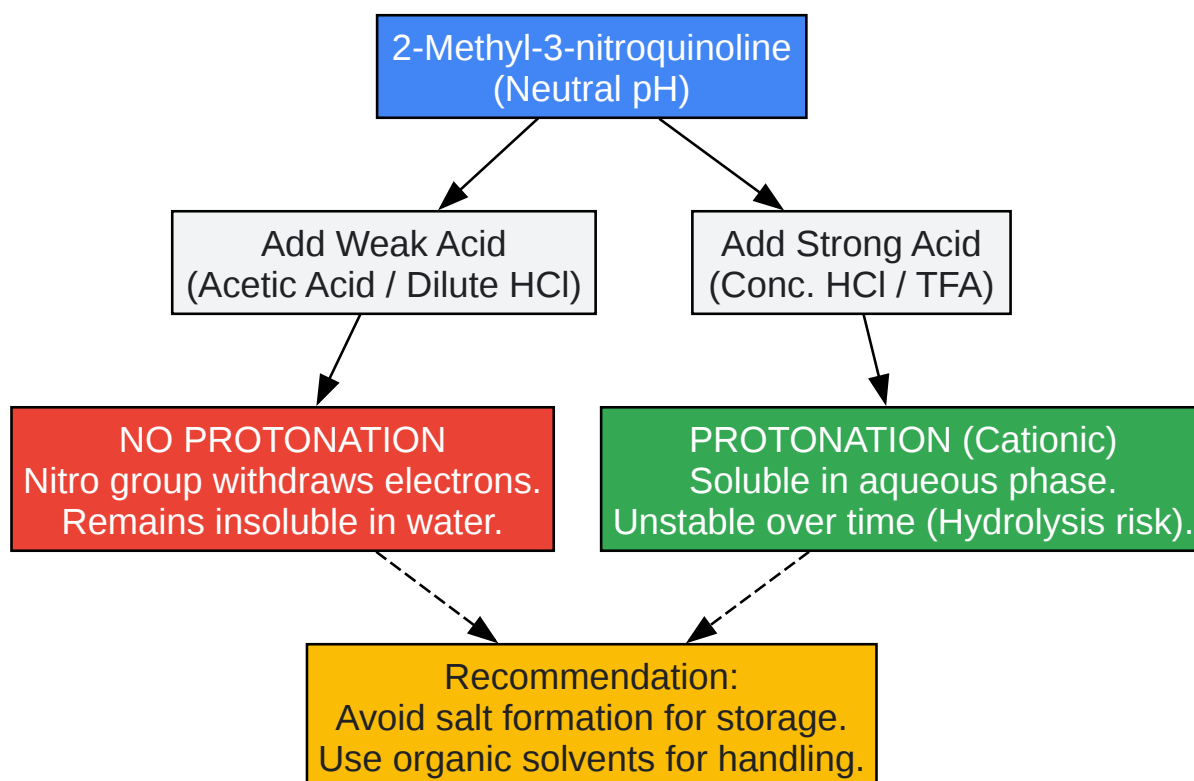 2-Methyl-3-nitroquinoline
(Neutral pH)
Add Weak Acid
(Acetic Acid / Dilute HCl)
Add Strong Acid
(Conc. HCl / TFA)
NO PROTONATION
Nitro group withdraws electrons.
Remains insoluble in water.
PROTONATION (Cationic)
Soluble in aqueous phase.
Unstable over time (Hydrolysis risk).
Recommendation:
Avoid salt formation for storage.
Use organic solvents for handling.